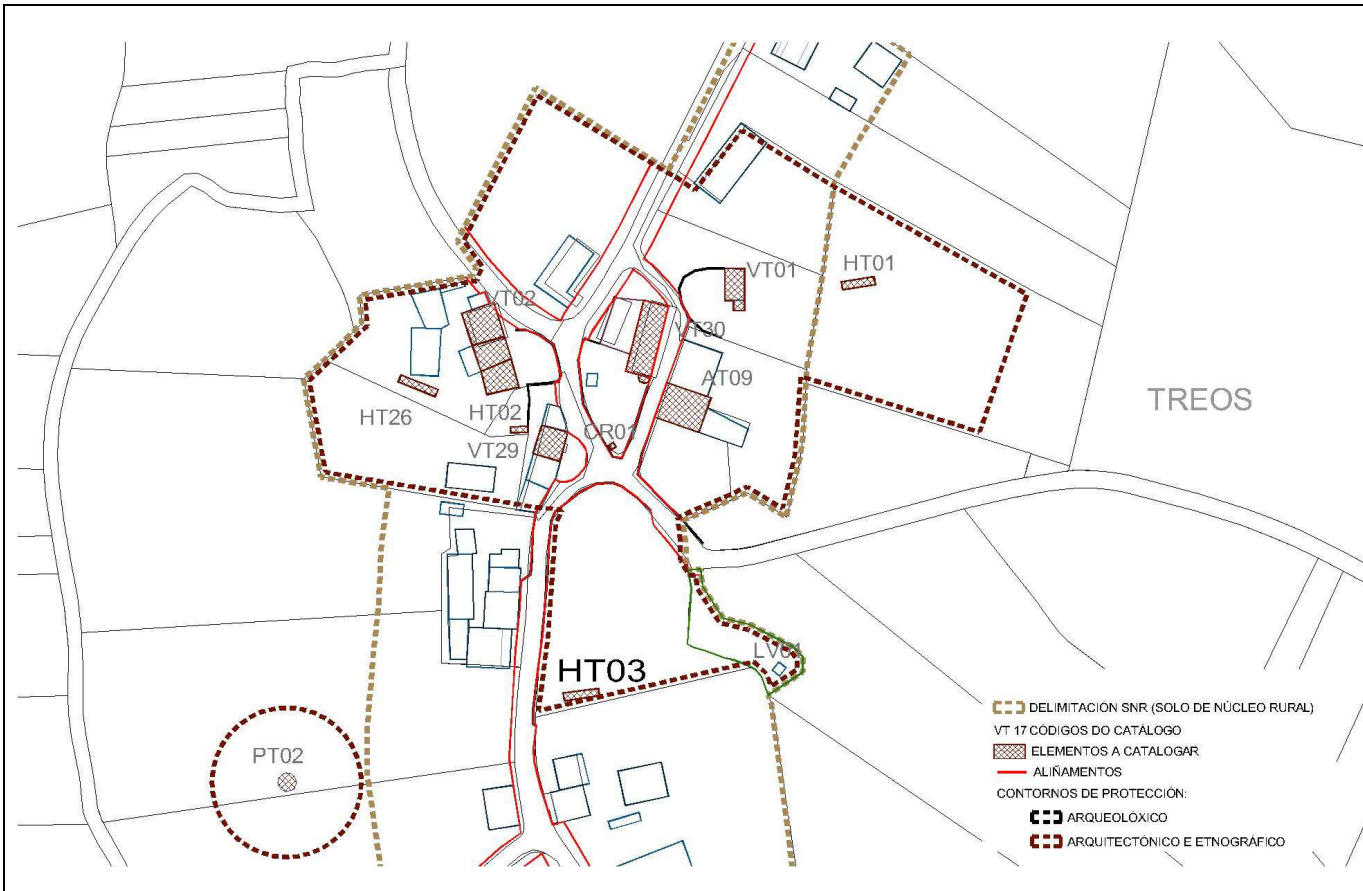 VT01
HT01
VT02
VT30
AT09
TREOS
HT26
HT02
CR01
VT29
LV01
HT03
PT02
DELIMITACIÓN SNR (SOLO DE NÚCLEO RURAL)
VT 17 CÓDIGOS DO CATÁLOGO
ELEMENTOS A CATALOGAR
ALIÑAMENTOS
CONTORNOS DE PROTECCIÓN:
ARQUEOLÓXICO
ARQUITECTÓNICO E ETNOGRÁFICO